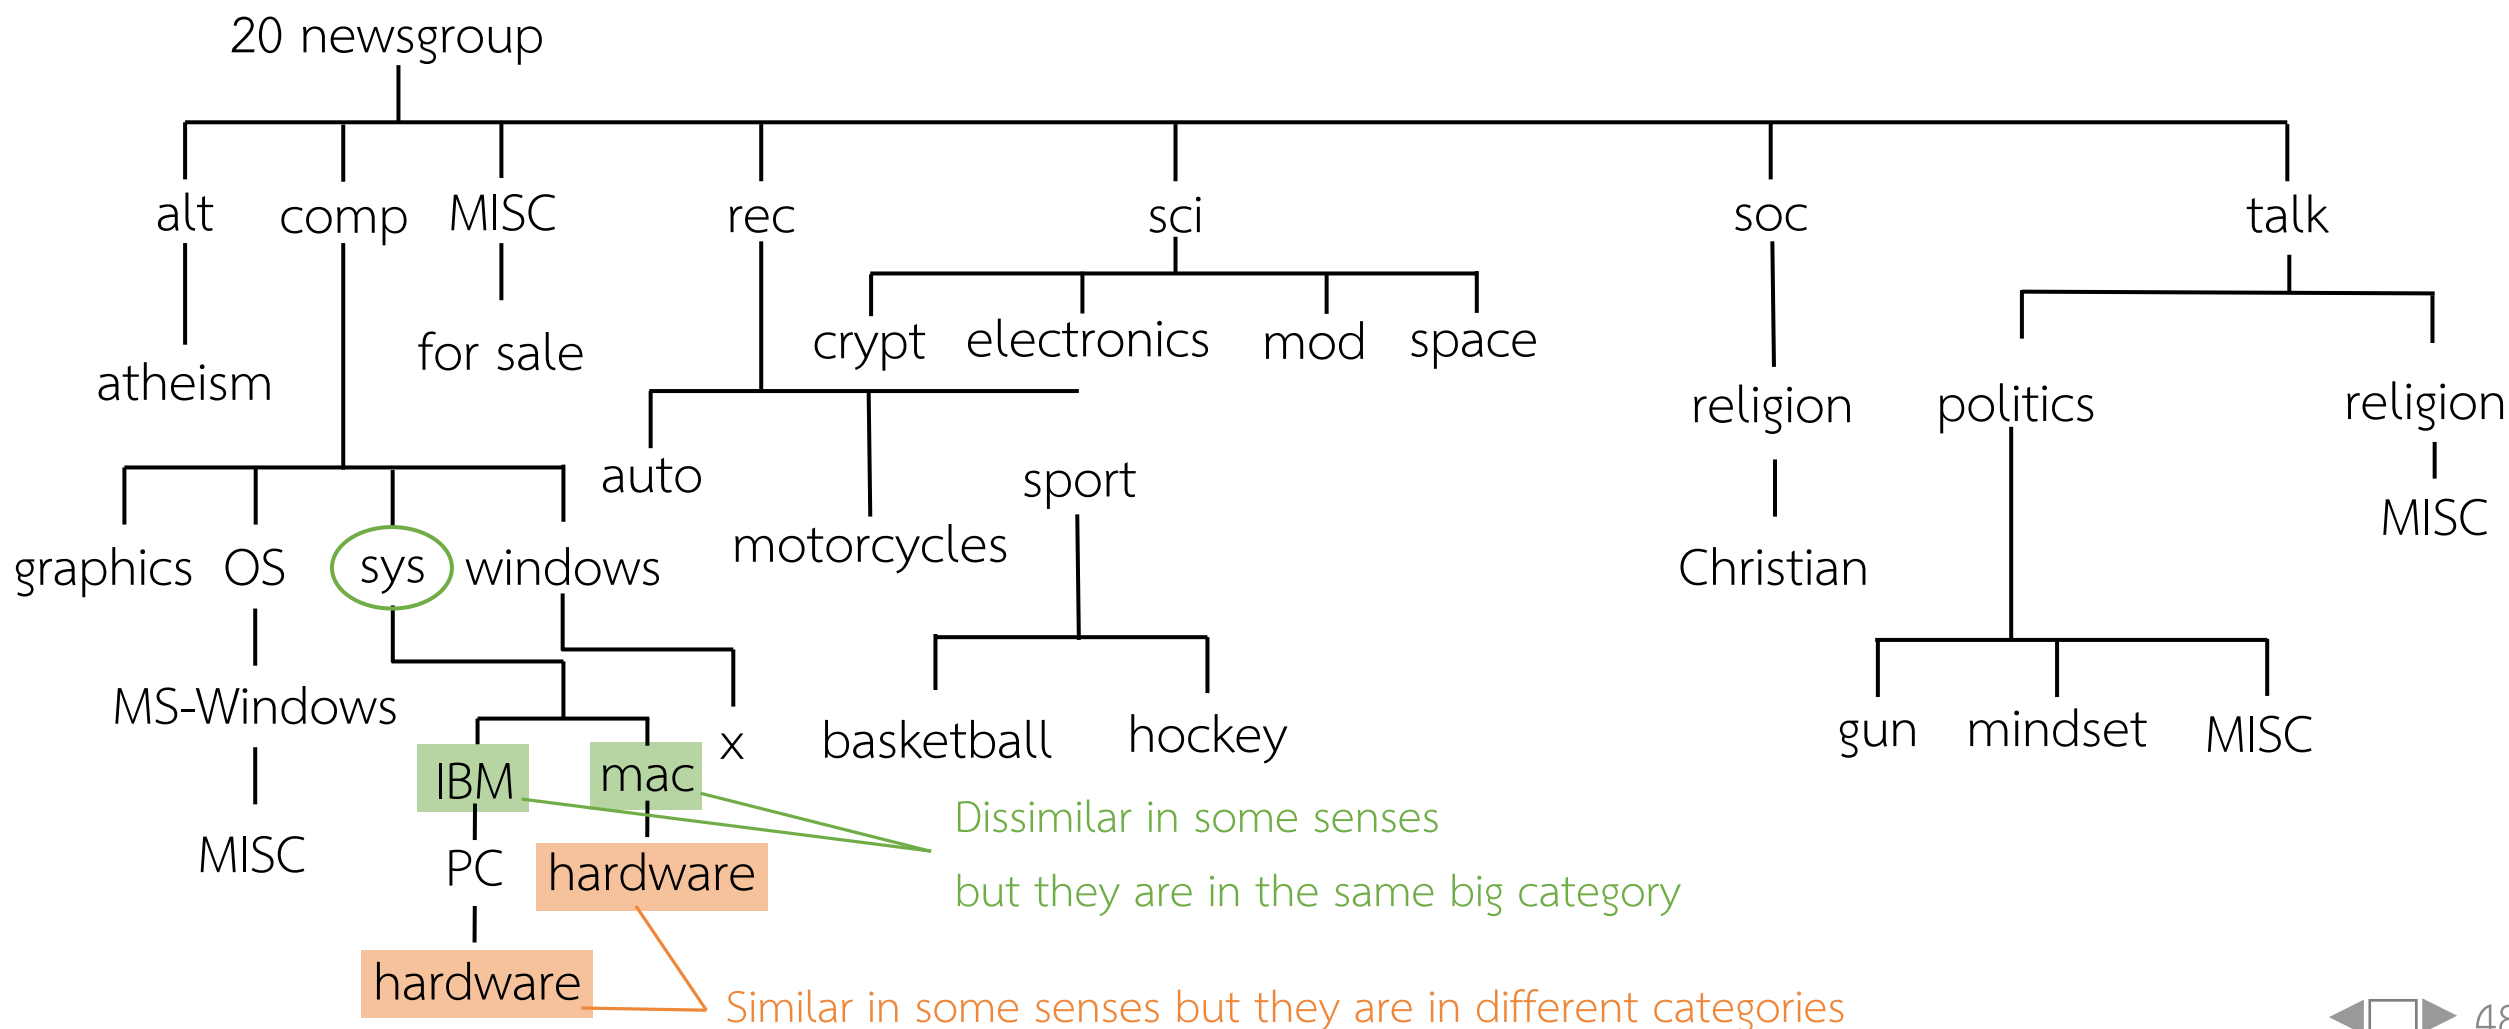 20 newsgroup
alt comp MISC rec sci soc talk
crypt electronics mod space
atheism for sale religion politics religion
auto sport MISC
graphics OS sys windows motorcycles Christian
MS-Windows x basketball hockey gun mindset MISC
IBM mac
Dissimilar in some senses
MISC PC hardware but they are in the same big category
hardware
Similar in some senses but they are in different categories